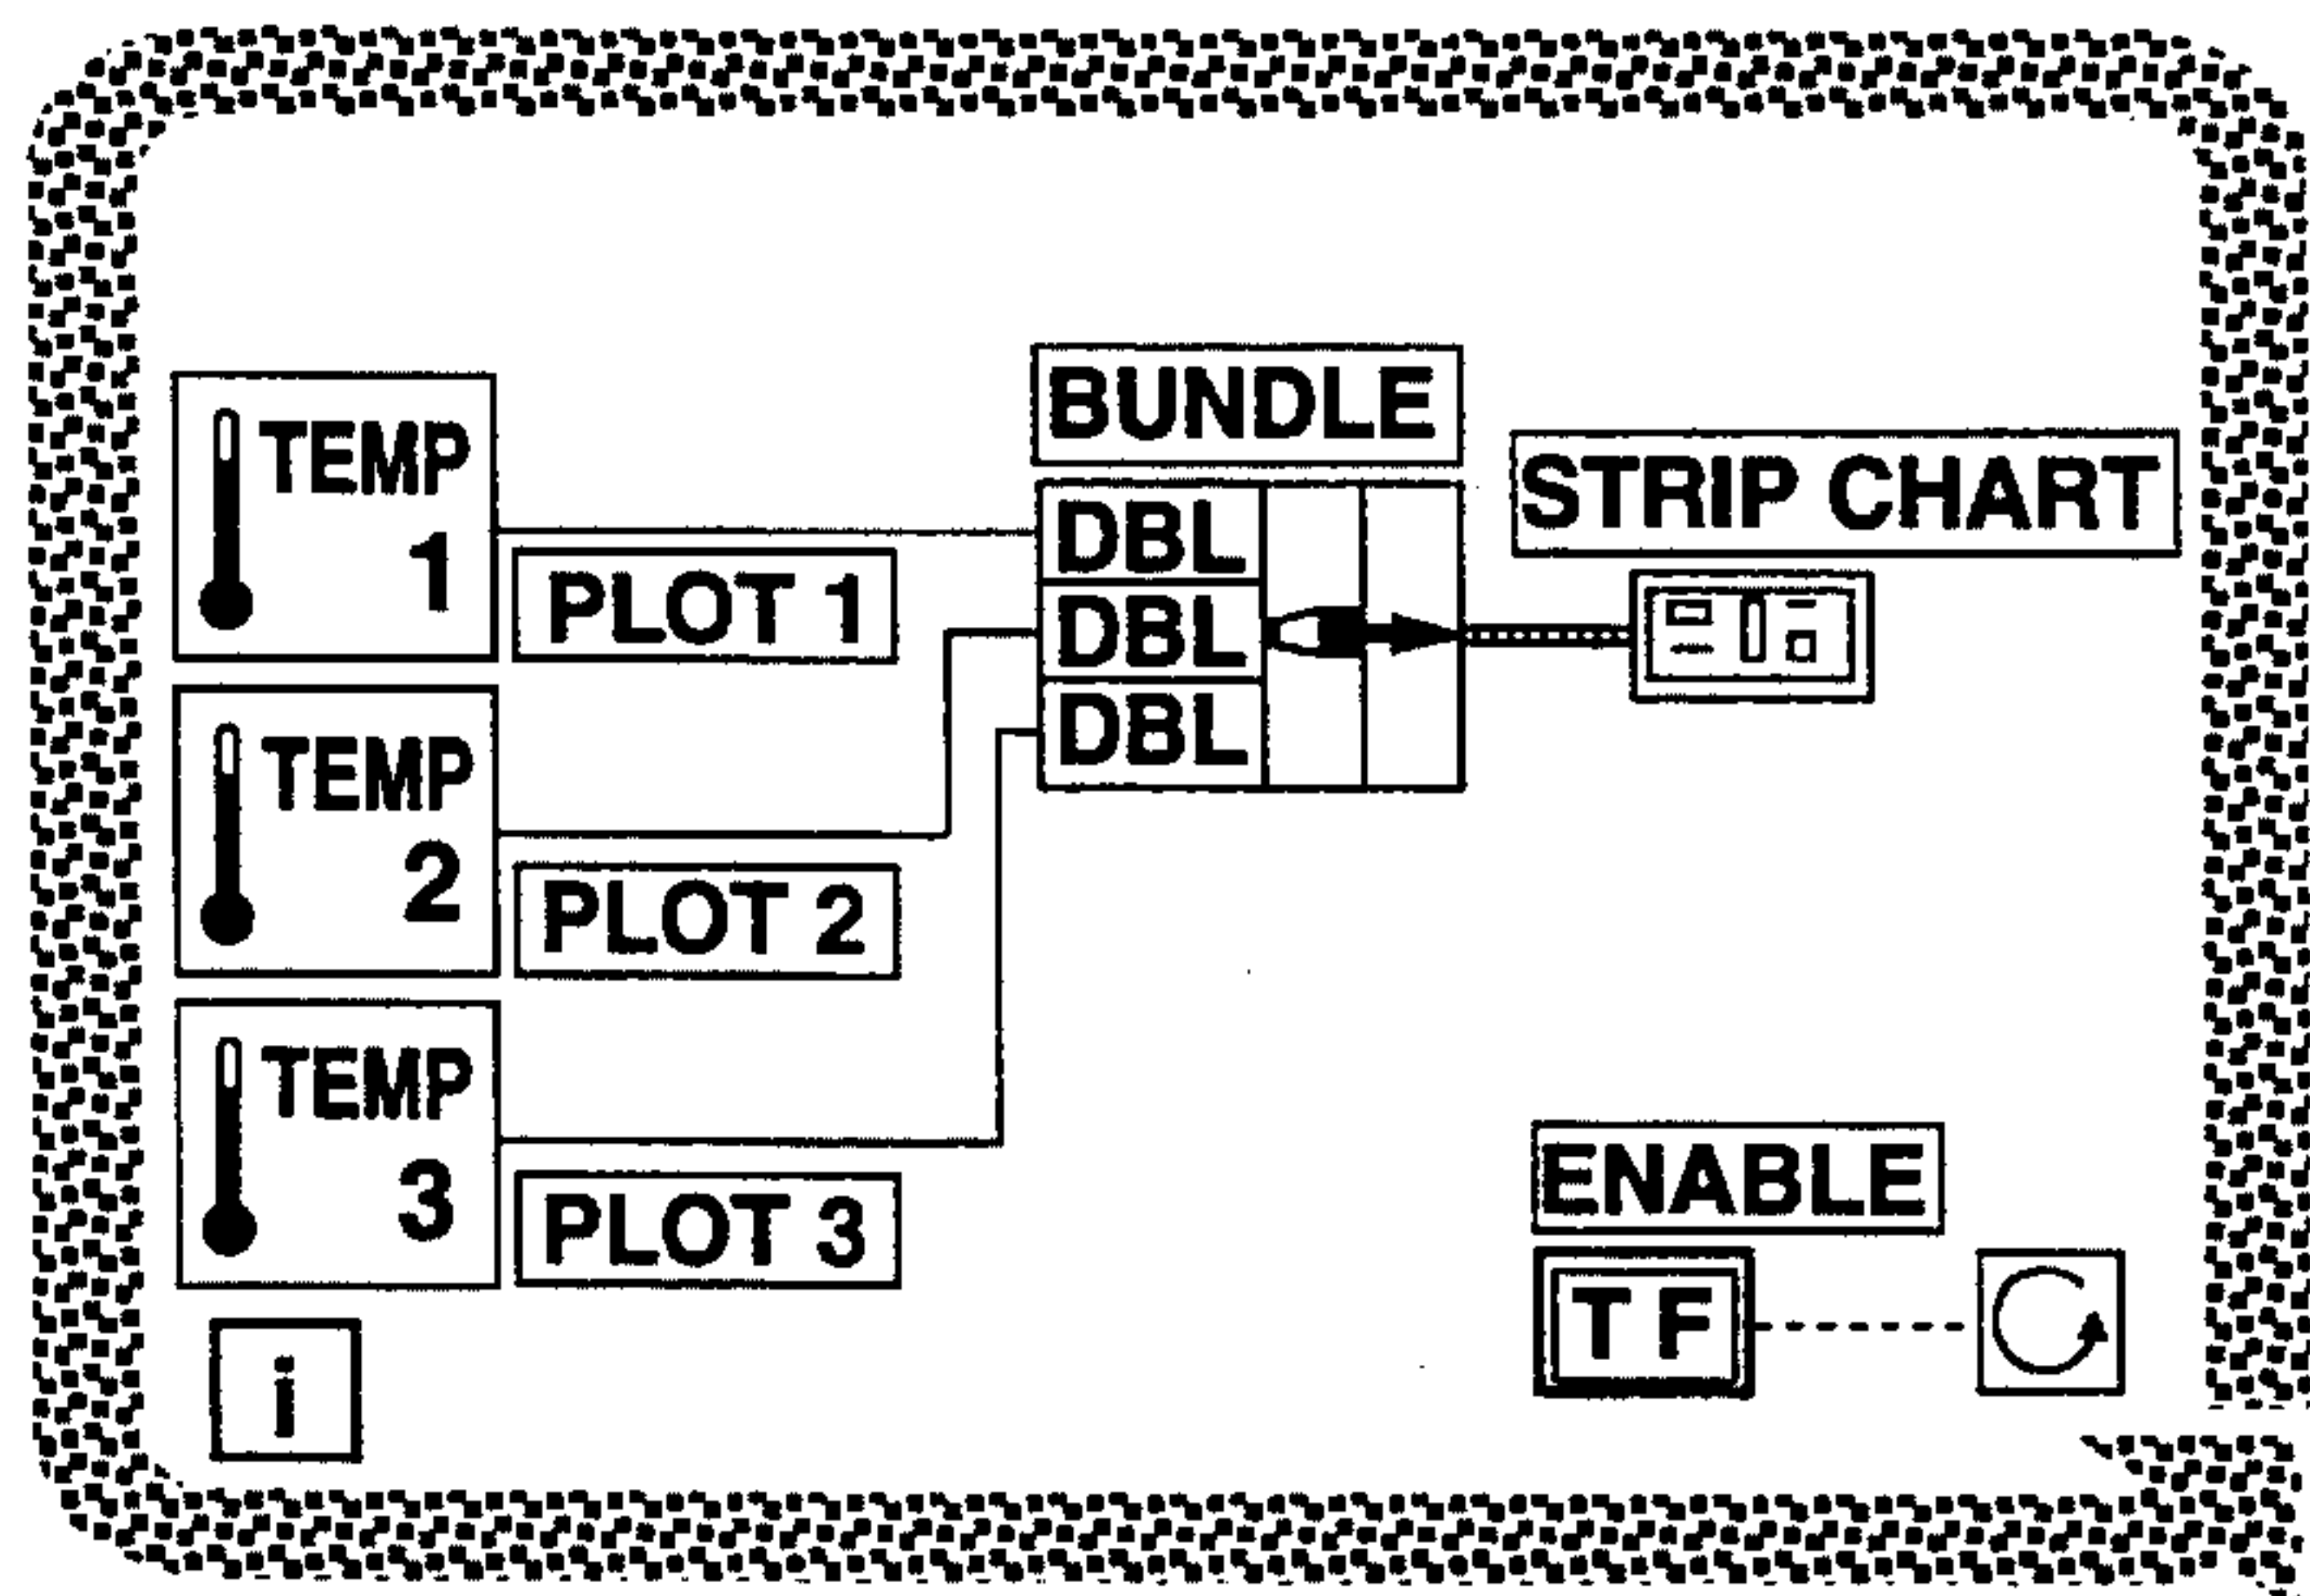 BUNDLE
STRIP CHART
TEMP
1
PLOT 1
DBL
DBL
DBL
TEMP
2
PLOT 2
TEMP
3
PLOT 3
ENABLE
T F
i